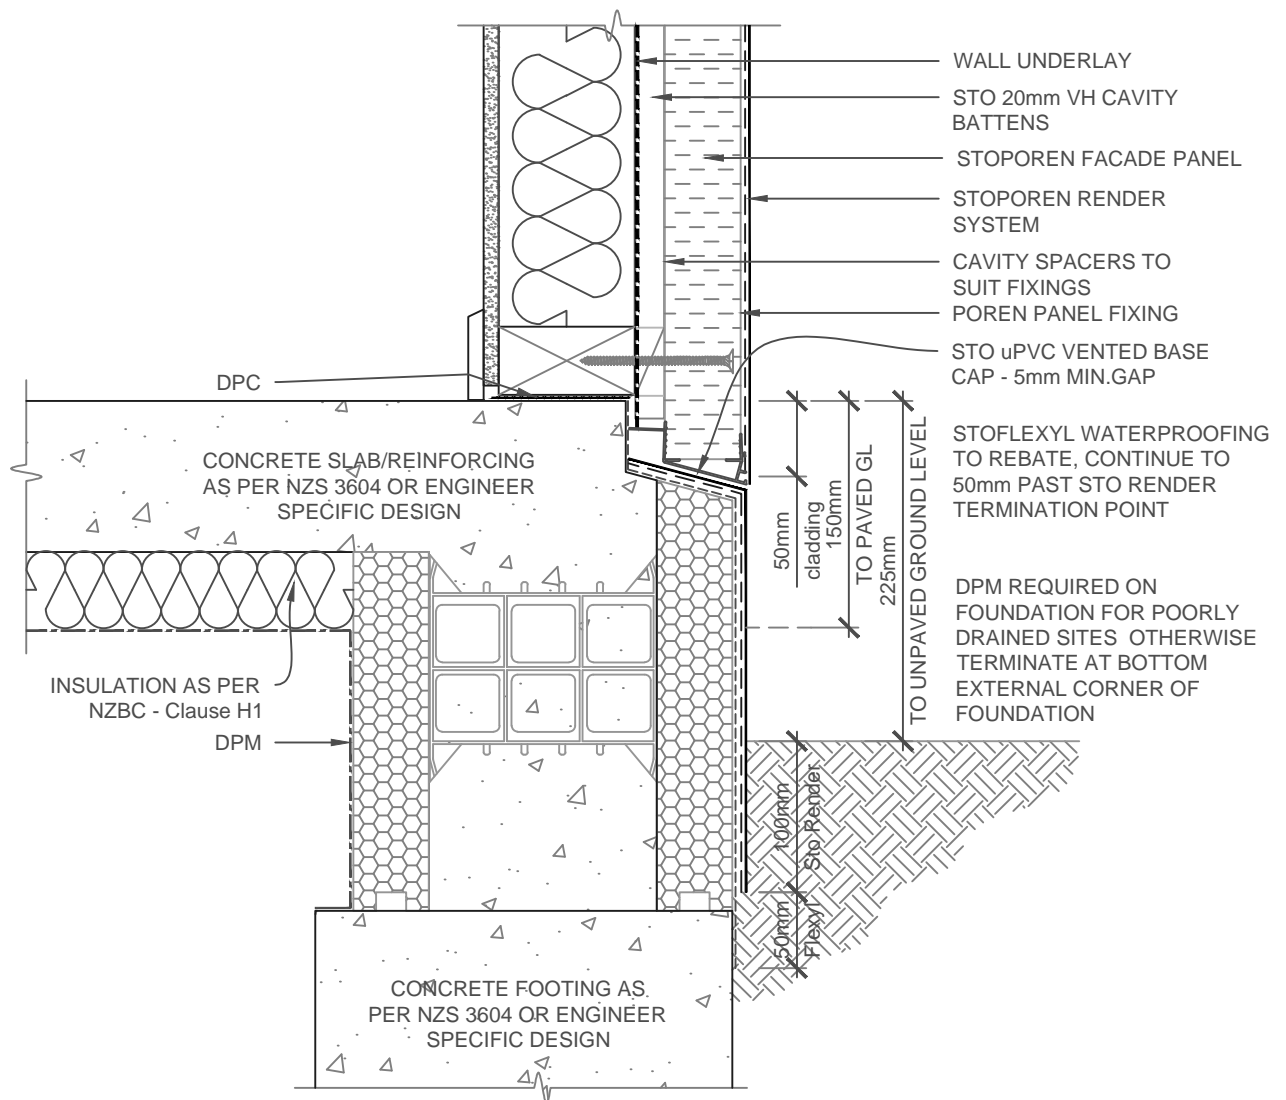 WALL UNDERLAY
STO 20mm VH CAVITY
BATTENS
STOPOREN FACADE PANEL
STOPOREN RENDER
SYSTEM
CAVITY SPACERS TO
SUIT FIXINGS
POREN PANEL FIXING
STO uPVC VENTED BASE
CAP - 5mm MIN.GAP
DPC
STOFLEXYL WATERPROOFING
TO REBATE, CONTINUE TO
50mm PAST STO RENDER
TERMINATION POINT
CONCRETE SLAB/REINFORCING
AS PER NZS 3604 OR ENGINEER
SPECIFIC DESIGN
50mm
cladding
150mm
TO PAVED GL
225mm
TO UNPAVED GROUND LEVEL
DPM REQUIRED ON
FOUNDATION FOR POORLY
DRAINED SITES OTHERWISE
TERMINATE AT BOTTOM
EXTERNAL CORNER OF
FOUNDATION
INSULATION AS PER
NZBC - Clause H1
DPM
100mm
Sto Render
50mm
Flexyl
CONCRETE FOOTING AS
PER NZS 3604 OR ENGINEER
SPECIFIC DESIGN